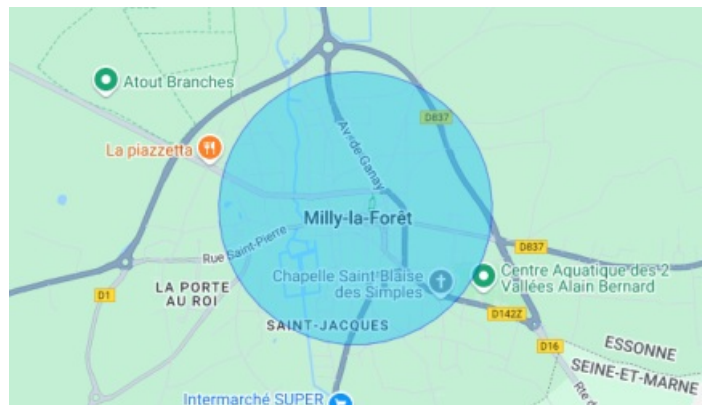 Atout Branches
D837
La piazzetta
Av. de Ganay
Milly-la-Forêt
Rue Saint-Pierre
D837
Chapelle Saint Blaise
des Simples
Centre Aquatique des 2
Vallées Alain Bernard
D1
LA PORTE
AU ROI
D142Z
SAINT-JACQUES
D16
ESSONNE
SEINE-ET-MARNE
Intermarché SUPER